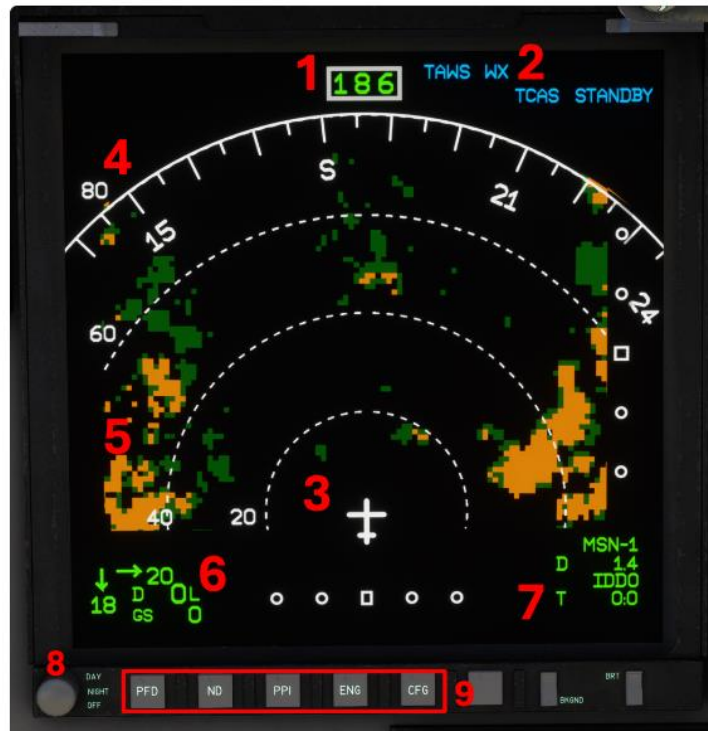 1
186
TAWS WX
2
TCAS STANDBY
4
80
S
21
15
24
60
5
3
40
20
6
→20
↓
18
D
0L
GS
0
MSN-1
D 1.4
IDDO
7
T 0:0
8
DAY
NIGHT
OFF
PFD
ND
PPI
ENG
CFG
9
BKGND
BRT